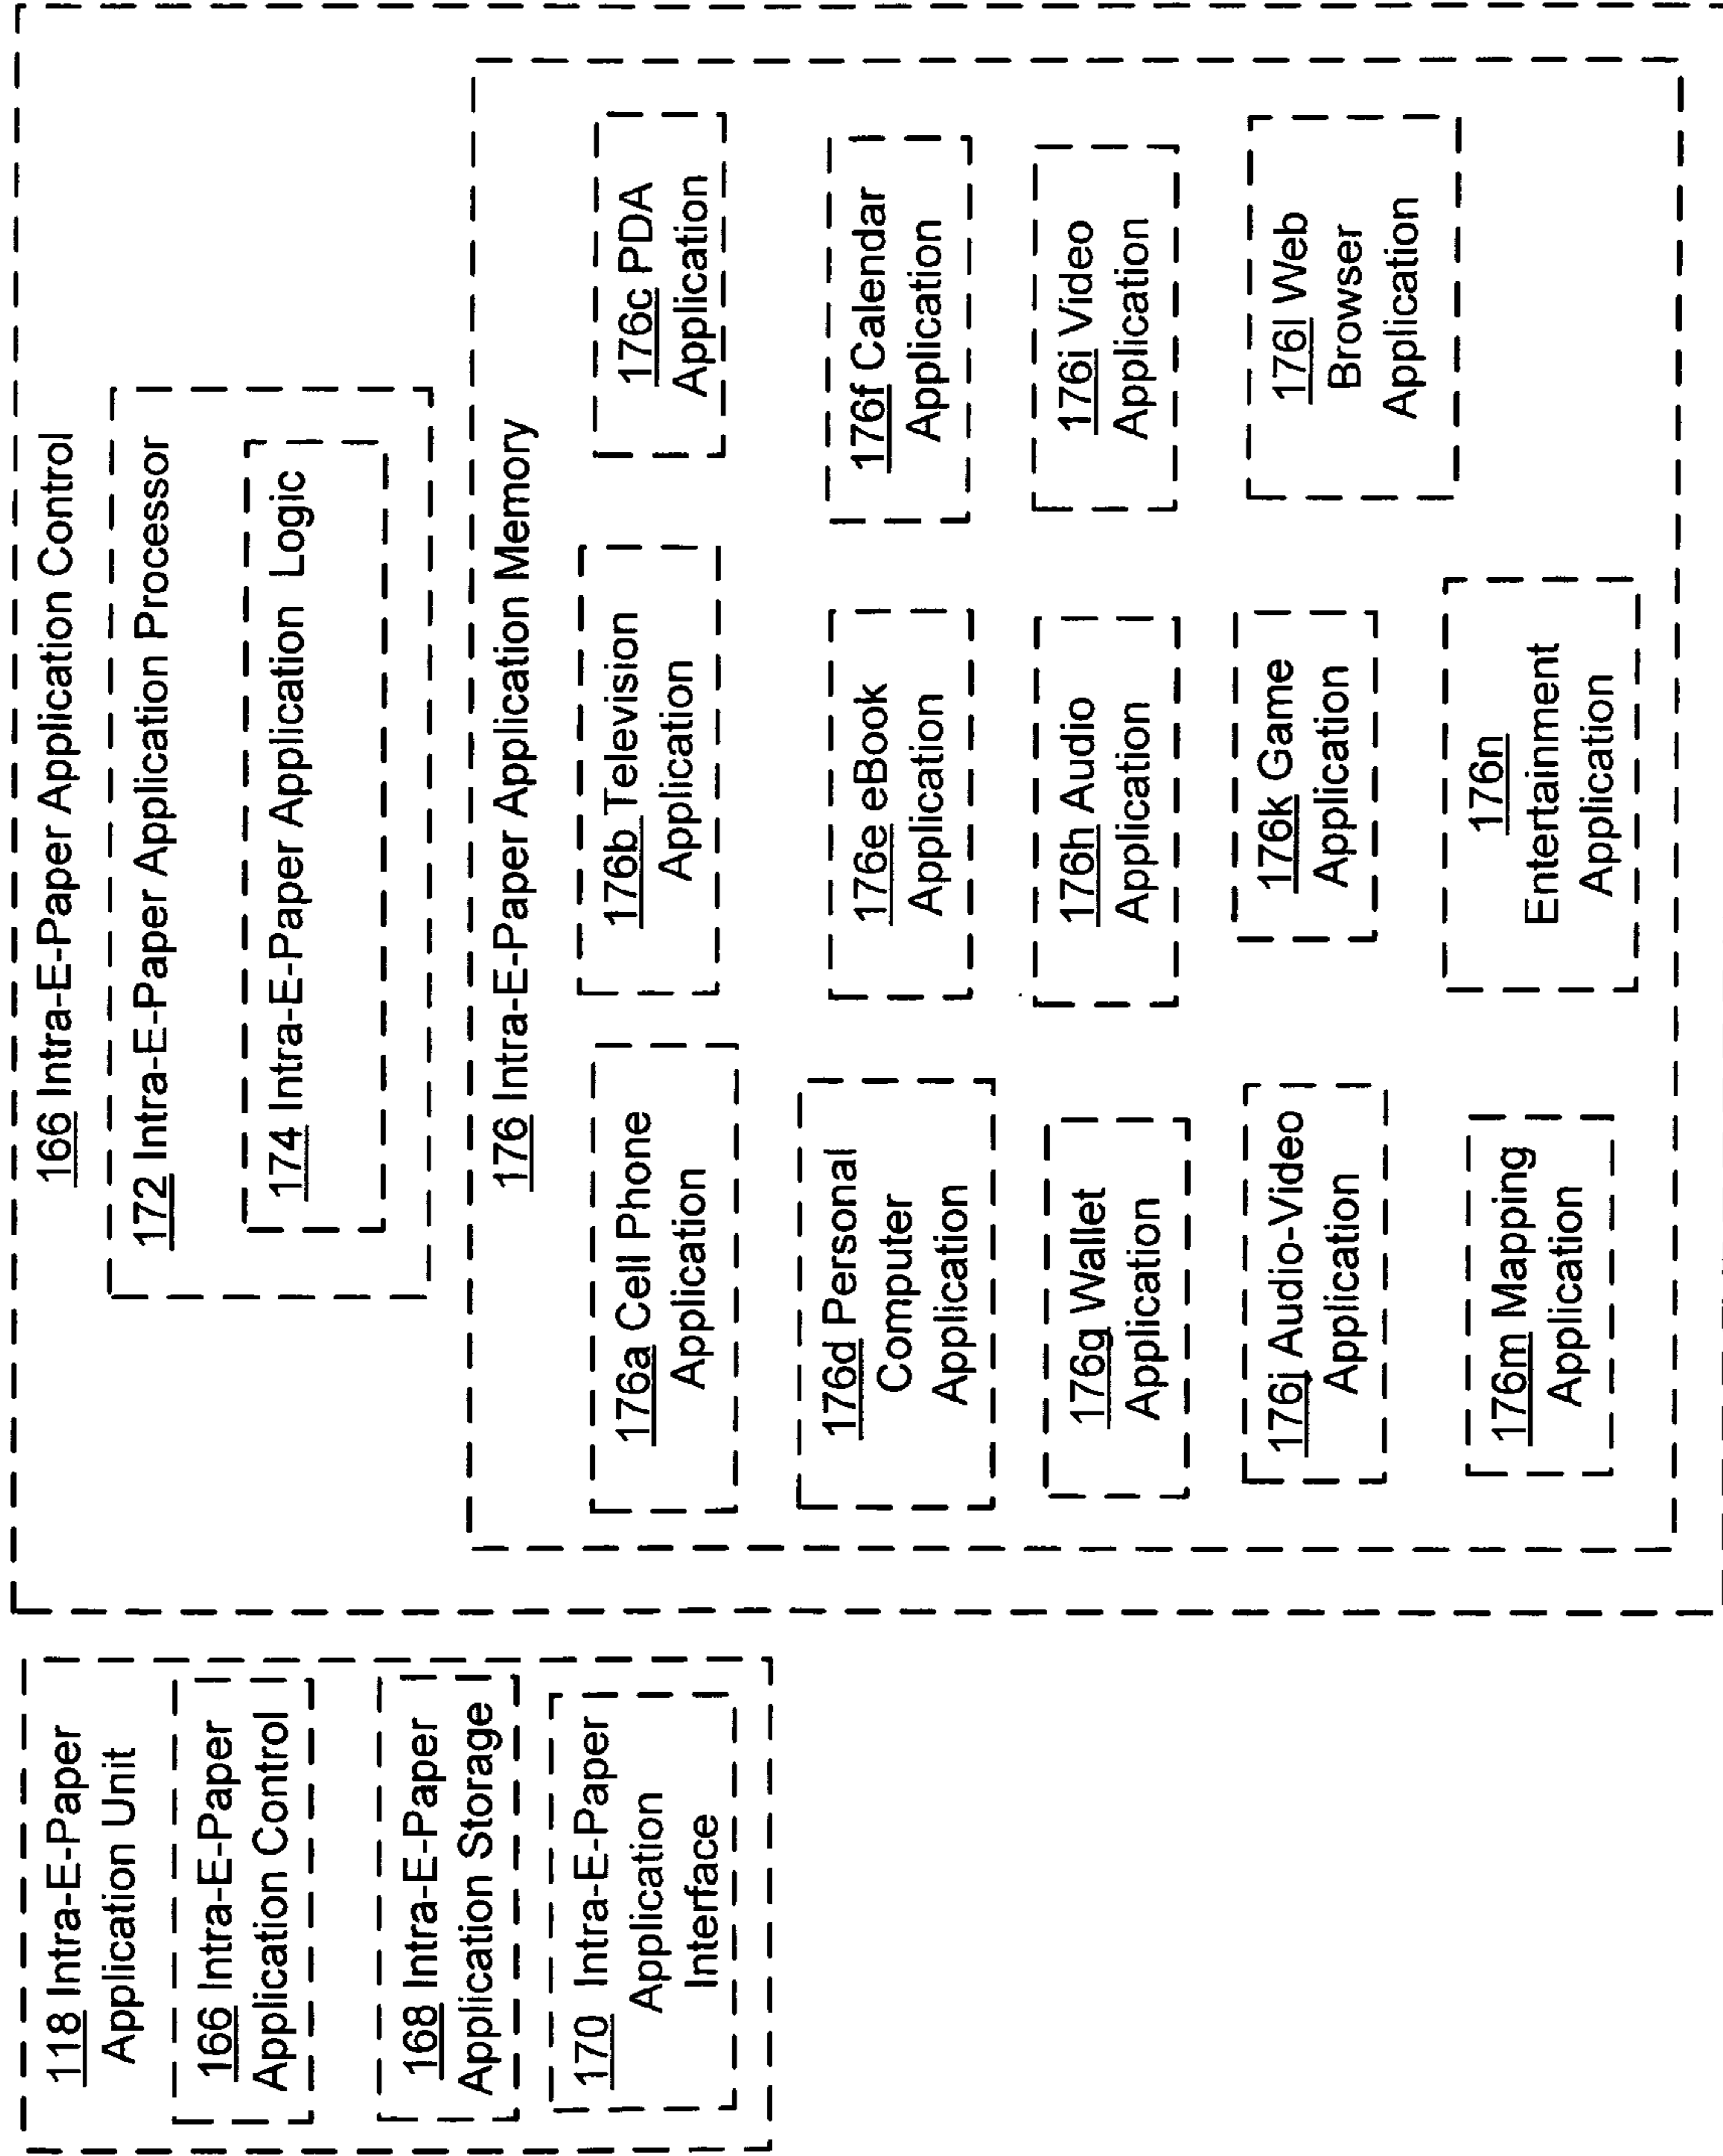 118 Intra-E-Paper
Application Unit
166 Intra-E-Paper
Application Control
168 Intra-E-Paper
Application Storage
170 Intra-E-Paper
Application
Interface
166 Intra-E-Paper Application Control
172 Intra-E-Paper Application Processor
174 Intra-E-Paper Application Logic
176 Intra-E-Paper Application Memory
176a Cell Phone
Application
176b Television
Application
176c PDA
Application
176d Personal
Computer
Application
176e eBook
Application
176f Calendar
Application
176g Wallet
Application
176h Audio
Application
176i Video
Application
176j Audio-Video
Application
176k Game
Application
176l Web
Browser
Application
176m Mapping
Application
176n
Entertainment
Application